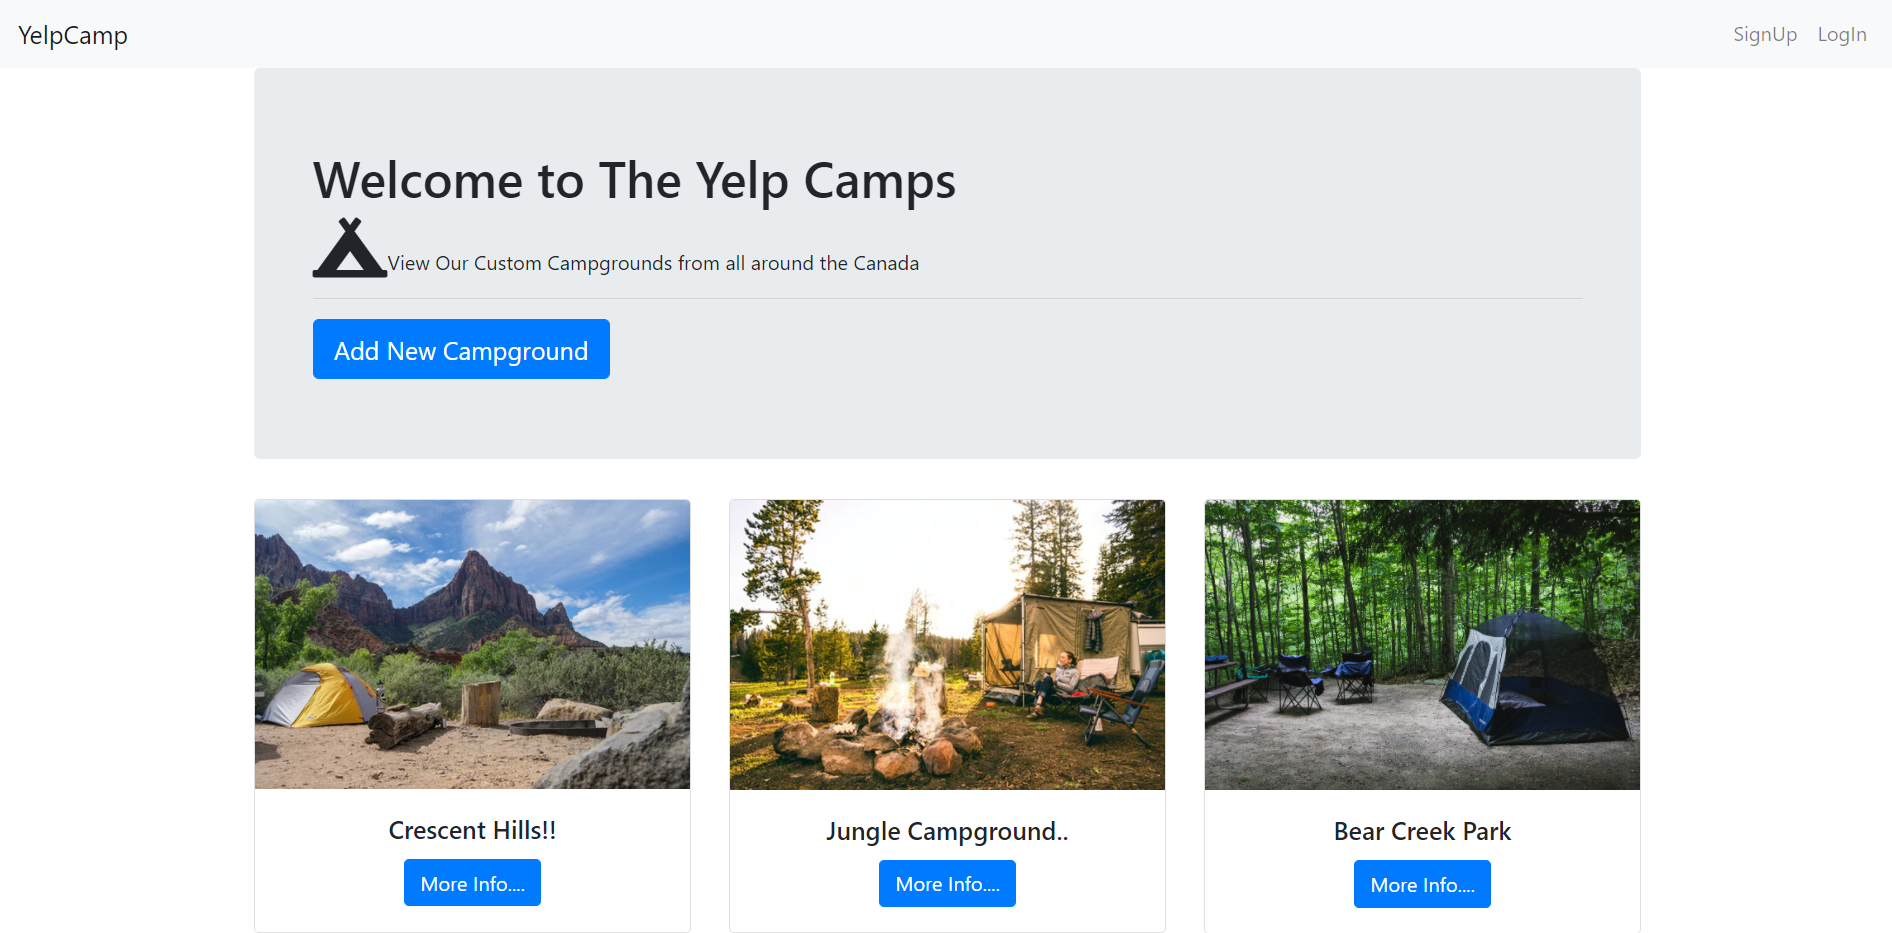 YelpCamp
SignUp LogIn
Welcome to The Yelp Camps
View Our Custom Campgrounds from all around the Canada
Add New Campground
Crescent Hills!!
More Info....
Jungle Campground..
More Info....
Bear Creek Park
More Info....